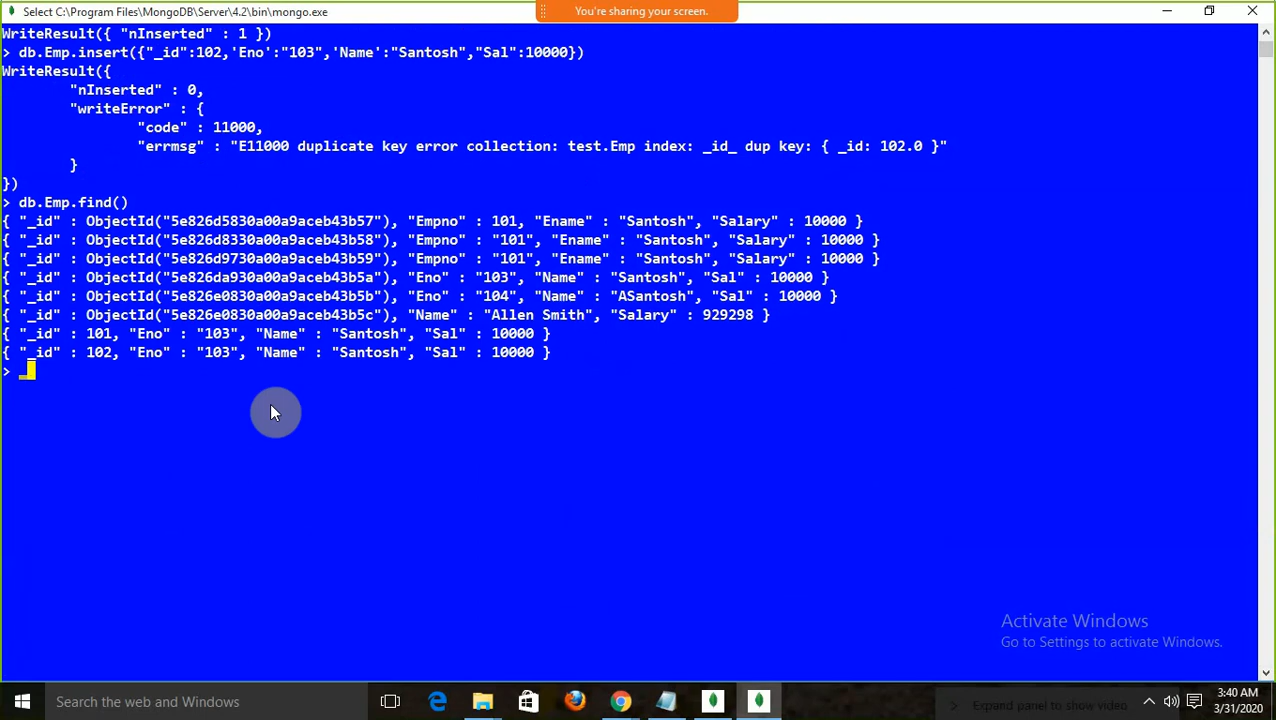 Select C:\Program Files\MongoDB\Server\4.2\bin\mongo.exe
You're sharing your screen.
WriteResult({ "nInserted" : 1 })
> db.Emp.insert({"_id":102,'Eno':"103",'Name':"Santosh","Sal":10000})
WriteResult({
"nInserted" : 0,
"writeError" : {
"code" : 11000,
"errmsg" : "E11000 duplicate key error collection: test.Emp index: _id_ dup key: { _id: 102.0 }"
}
})
> db.Emp.find()
{ "_id" : ObjectId("5e826d5830a00a9aceb43b57"), "Empno" : 101, "Ename" : "Santosh", "Salary" : 10000 }
{ "_id" : ObjectId("5e826d8330a00a9aceb43b58"), "Empno" : "101", "Ename" : "Santosh", "Salary" : 10000 }
{ "_id" : ObjectId("5e826d9730a00a9aceb43b59"), "Empno" : "101", "Ename" : "Santosh", "Salary" : 10000 }
{ "_id" : ObjectId("5e826da930a00a9aceb43b5a"), "Eno" : "103", "Name" : "Santosh", "Sal" : 10000 }
{ "_id" : ObjectId("5e826e0830a00a9aceb43b5b"), "Eno" : "104", "Name" : "ASantosh", "Sal" : 10000 }
{ "_id" : ObjectId("5e826e0830a00a9aceb43b5c"), "Name" : "Allen Smith", "Salary" : 929298 }
{ "_id" : 101, "Eno" : "103", "Name" : "Santosh", "Sal" : 10000 }
{ "_id" : 102, "Eno" : "103", "Name" : "Santosh", "Sal" : 10000 }
> _
Activate Windows
Go to Settings to activate Windows.
Search the web and Windows
> Expand panel to show video
3:40 AM
3/31/2020